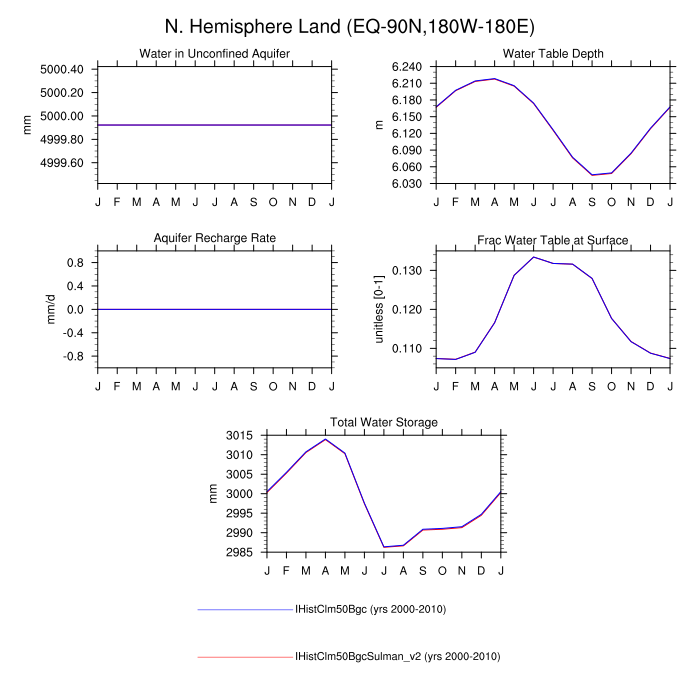 N. Hemisphere Land (EQ-90N,180W-180E)
Water in Unconfined Aquifer
5000.40
5000.20
5000.00
4999.80
4999.60
mm
J F M A M J J A S O N D J
Water Table Depth
6.240
6.210
6.180
6.150
6.120
6.090
6.060
6.030
m
J F M A M J J A S O N D J
Aquifer Recharge Rate
0.8
0.4
0.0
-0.4
-0.8
mm/d
J F M A M J J A S O N D J
Frac Water Table at Surface
0.130
0.120
0.110
unitless [0-1]
J F M A M J J A S O N D J
Total Water Storage
3015
3010
3005
3000
2995
2990
2985
mm
J F M A M J J A S O N D J
IHistClm50Bgc (yrs 2000-2010)
IHistClm50BgcSulman_v2 (yrs 2000-2010)